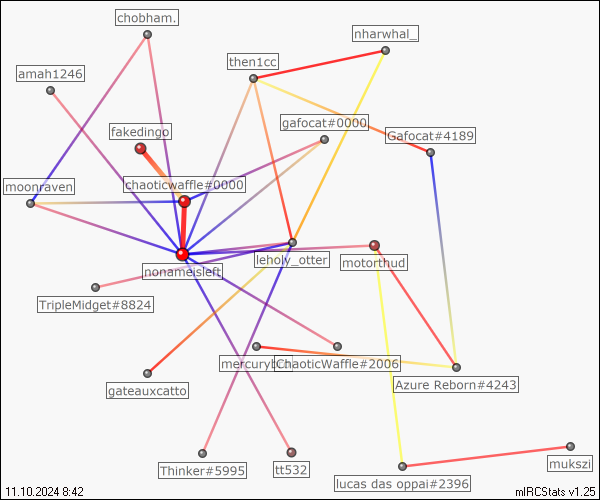 chobham.
nharwhal_
then1cc
amah1246
gafocat#0000
fakedingo
Gafocat#4189
chaoticwaffle#0000
moonraven
leholy_otter
motorthud
nonameisleft
TripleMidget#8824
ChaoticWaffle#2006
Azure Reborn#4243
gateauxcatto
Thinker#5995
tt532
mukszi
lucas das oppai#2396
11.10.2024 8:42
mIRCStats v1.25